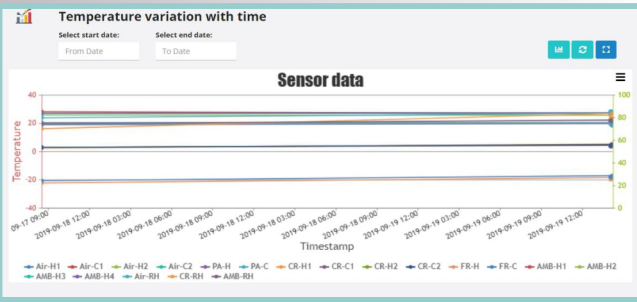 Temperature variation with time
Select start date: Select end date:
From Date To Date
Sensor data
40 100
20 80
0 60
-20 40
20
-40 0
Temperature
09-17 09:00 2019-09-18 12:00 2019-09-18 03:00 2019-09-18 06:00 2019-09-18 09:00 2019-09-18 12:00 2019-09-18 03:00 2019-09-18 06:00 2019-09-18 09:00 2019-09-19 12:00 2019-09-19 03:00 2019-09-19 06:00 2019-09-19 09:00 2019-09-19 12:00
Timestamp
Air-H1 Air-C1 Air-H2 Air-C2 PA-H PA-C CR-H1 CR-C1 CR-H2 CR-C2 FR-H FR-C AMB-H1 AMB-H2
AMB-H3 AMB-H4 Air-RH CR-RH AMB-RH